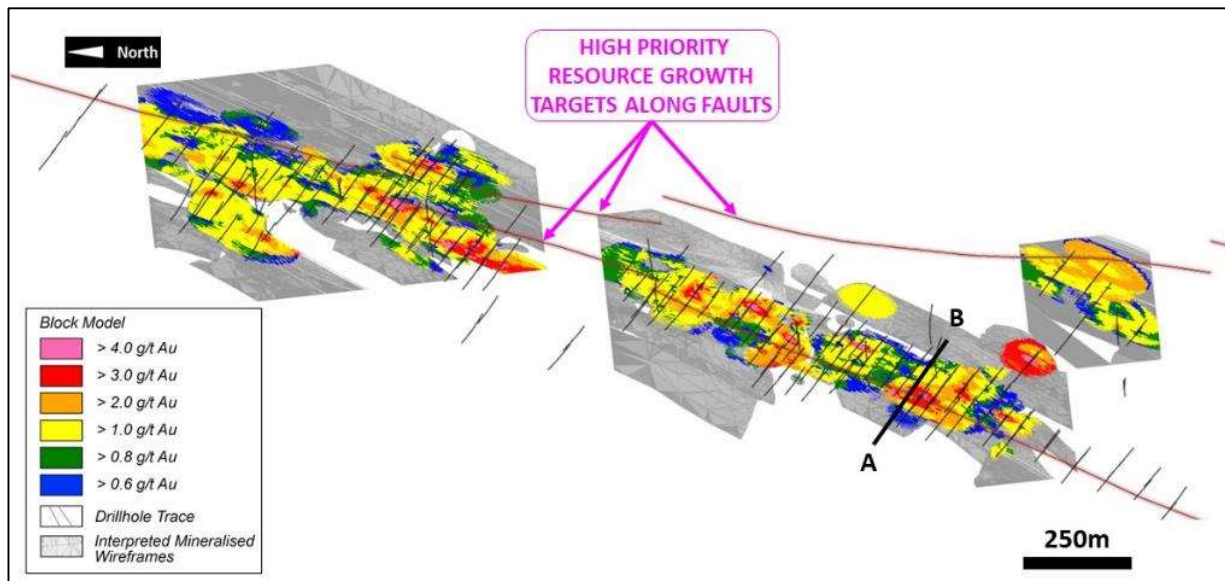 North
HIGH PRIORITY
RESOURCE GROWTH
TARGETS ALONG FAULTS
B
A
Block Model
> 4.0 g/t Au
> 3.0 g/t Au
> 2.0 g/t Au
> 1.0 g/t Au
> 0.8 g/t Au
> 0.6 g/t Au
Drillhole Trace
Interpreted Mineralised
Wireframes
250m